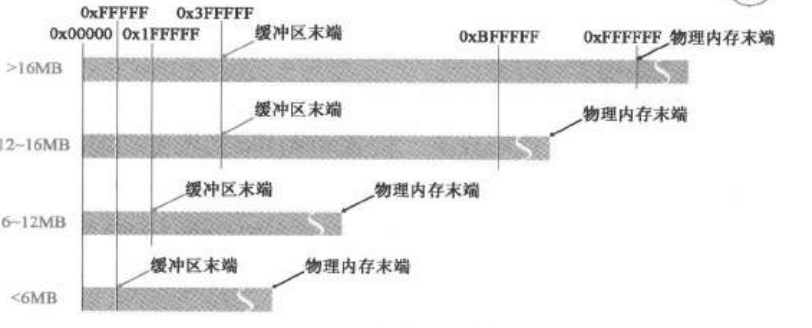 0xFFFFF 0x3FFFFF
0x00000 0x1FFFFF 缓冲区末端 0xBFFFFF 0xFFFFFF 物理内存末端
>16MB
缓冲区末端 物理内存末端
12~16MB
缓冲区末端 物理内存末端
6~12MB
缓冲区末端 物理内存末端
<6MB